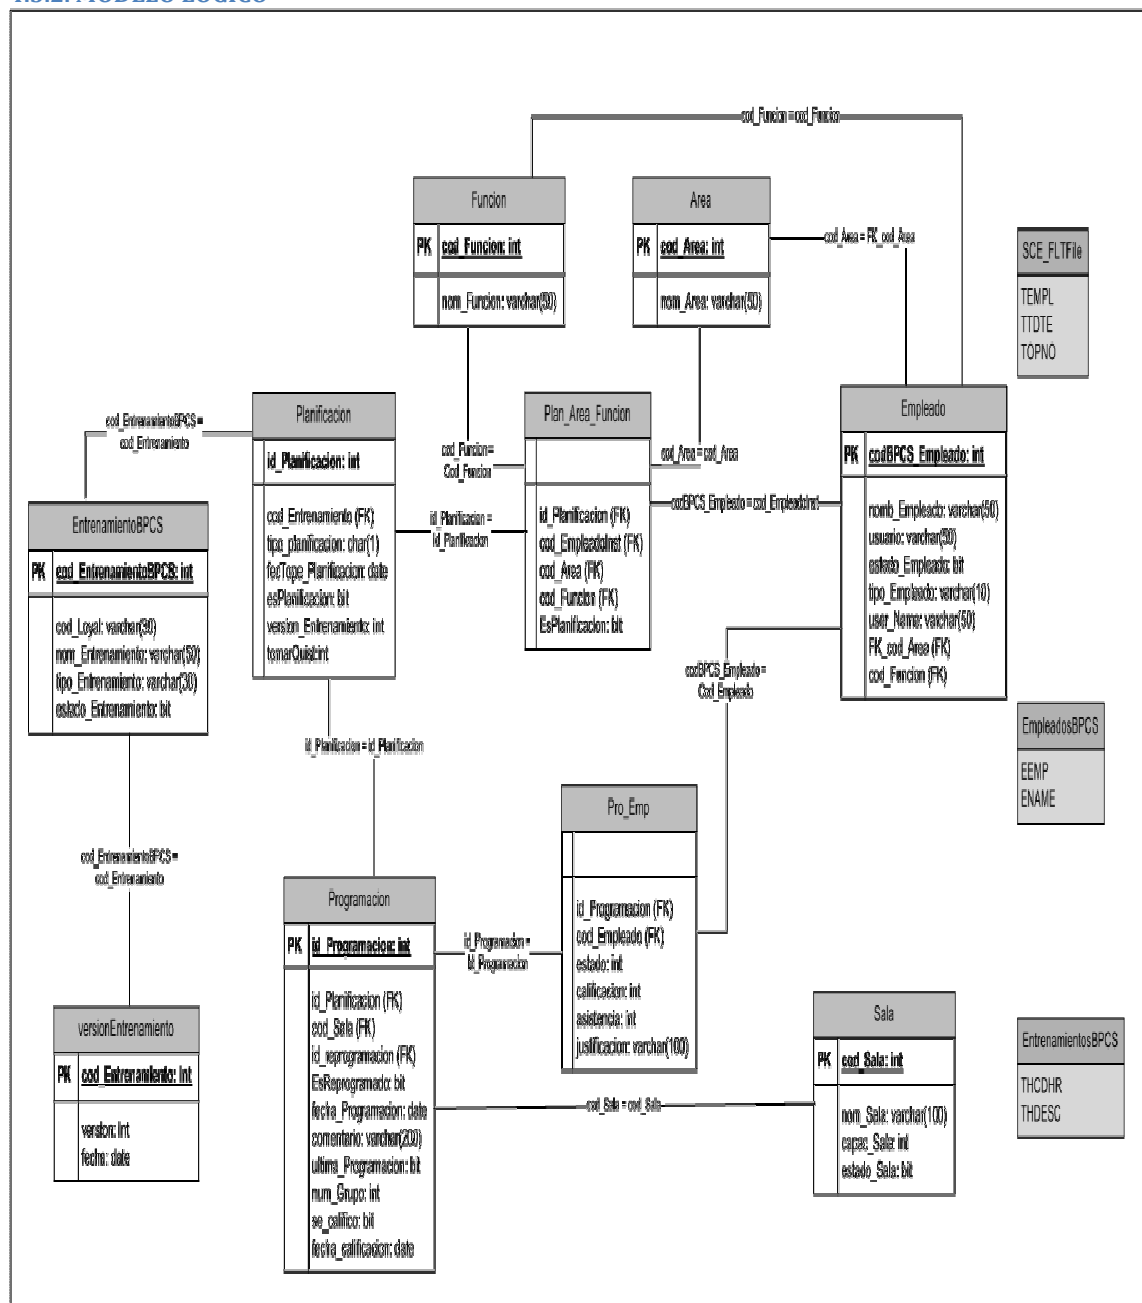 cod_Funcion = cod_Funcion
Funcion
PK cod_Funcion: int
nom_Funcion: varchar(50)
Area
PK cod_Area: int
nom_Area: varchar(50)
cod_Area = FK_cod_Area
SCE_FLTFile
TEMPL
TTDTE
TOPNO
cod_EntrenamientoBPCS =
cod_Entrenamiento
Planificacion
id_Planificacion: int
cod_Entrenamiento (FK)
tipo_planificacion: char(1)
fecTope_Planificacion: date
esPlanificacion: bit
version_Entrenamiento: int
tomarQuist:int
cod_Funcion =
Cod_Funcion
Plan_Area_Funcion
id_Planificacion (FK)
cod_EmpleadoInst (FK)
cod_Area (FK)
cod_Funcion (FK)
EsPlanificacion: bit
cod_Area = cod_Area
codBPCS_Empleado = cod_EmpleadoInst
Empleado
PK codBPCS_Empleado: int
nomb_Empleado: varchar(50)
usuario: varchar(50)
estado_Empleado: bit
tipo_Empleado: varchar(10)
user_Name: varchar(50)
FK_cod_Area (FK)
cod_Funcion (FK)
id_Planificacion =
id_Planificacion
EntrenamientoBPCS
PK cod_EntrenamientoBPCS: int
cod_Loyal: varchar(30)
nom_Entrenamiento: varchar(50)
tipo_Entrenamiento: varchar(30)
estado_Entrenamiento: bit
codBPCS_Empleado =
Cod_Empleado
id_Planificacion = id_Planificacion
EmpleadosBPCS
EEMP
ENAME
cod_EntrenamientoBPCS =
cod_Entrenamiento
Pro_Emp
id_Programacion (FK)
cod_Empleado (FK)
estado: int
calificacion: int
asistencia: int
justificacion: varchar(100)
Programacion
PK id_Programacion: int
id_Planificacion (FK)
cod_Sala (FK)
id_reprogramacion (FK)
EsReprogramado: bit
fecha_Programacion: date
comentario: varchar(200)
ultima_Programacion: bit
num_Grupo: int
se_califico: bit
fecha_calificacion: date
id_Programacion =
Id_Programacion
versionEntrenamiento
PK cod_Entrenamiento: Int
version: Int
fecha: date
cod_Sala = cod_Sala
Sala
PK cod_Sala: int
nom_Sala: varchar(100)
capac_Sala: int
estado_Sala: bit
EntrenamientosBPCS
THCDHR
THDESC